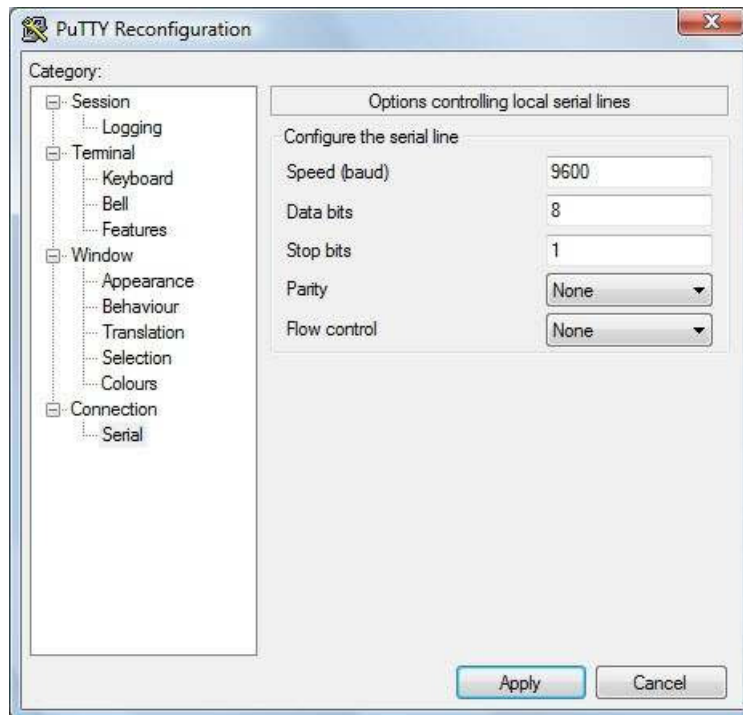 PuTTY Reconfiguration
Category:
Session
Logging
Terminal
Keyboard
Bell
Features
Window
Appearance
Behaviour
Translation
Selection
Colours
Connection
Serial
Options controlling local serial lines
Configure the serial line
Speed (baud) 9600
Data bits 8
Stop bits 1
Parity None
Flow control None
Apply Cancel